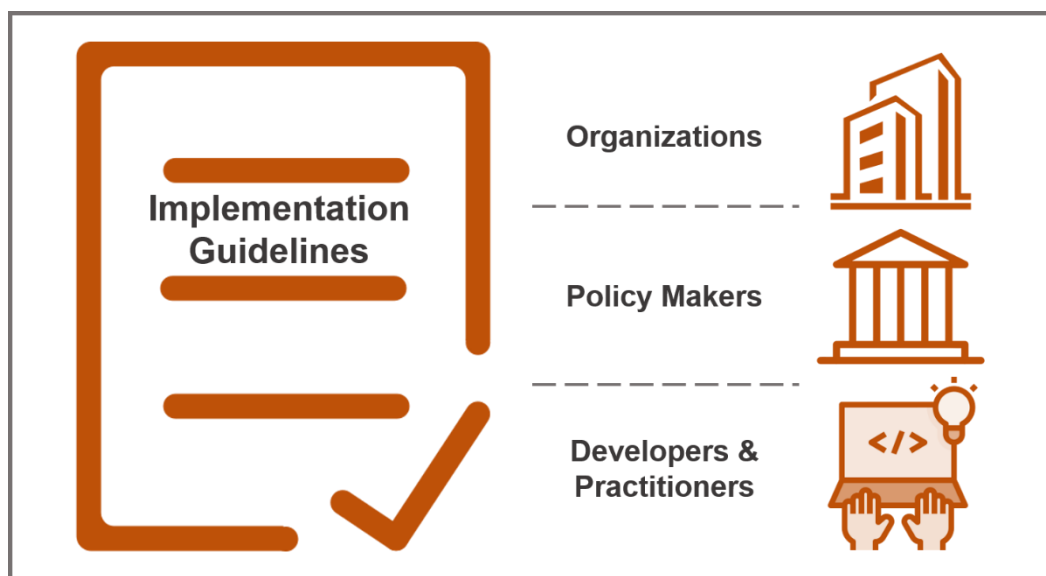 Implementation
Guidelines
Organizations
Policy Makers
Developers &
Practitioners
</>